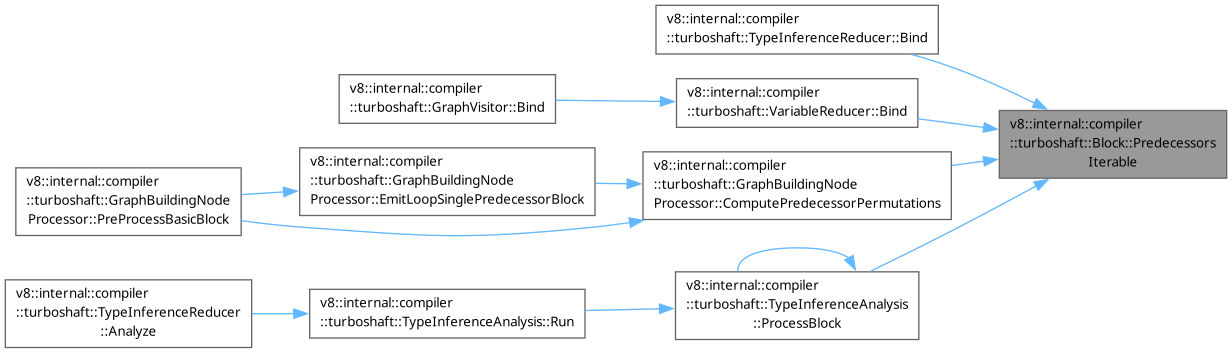 v8::internal::compiler
::turboshaft::TypeInferenceReducer::Bind
v8::internal::compiler
::turboshaft::GraphVisitor::Bind
v8::internal::compiler
::turboshaft::VariableReducer::Bind
v8::internal::compiler
::turboshaft::Block::Predecessors
Iterable
v8::internal::compiler
::turboshaft::GraphBuildingNode
Processor::PreProcessBasicBlock
v8::internal::compiler
::turboshaft::GraphBuildingNode
Processor::EmitLoopSinglePredecessorBlock
v8::internal::compiler
::turboshaft::GraphBuildingNode
Processor::ComputePredecessorPermutations
v8::internal::compiler
::turboshaft::TypeInferenceReducer
::Analyze
v8::internal::compiler
::turboshaft::TypeInferenceAnalysis::Run
v8::internal::compiler
::turboshaft::TypeInferenceAnalysis
::ProcessBlock